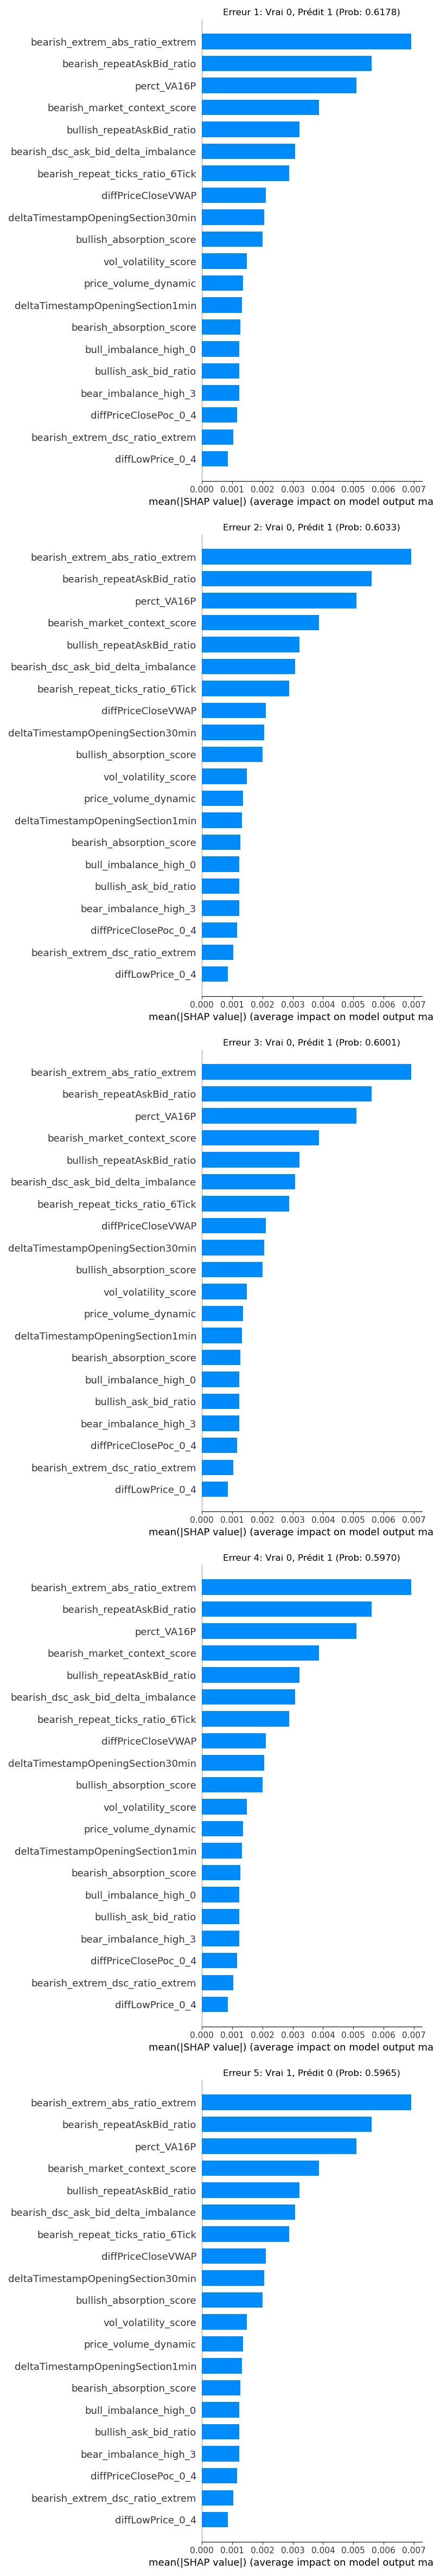 Erreur 1: Vrai 0, Prédit 1 (Prob: 0.6178)
bearish_extrem_abs_ratio_extrem
bearish_repeatAskBid_ratio
perct_VA16P
bearish_market_context_score
bullish_repeatAskBid_ratio
bearish_dsc_ask_bid_delta_imbalance
bearish_repeat_ticks_ratio_6Tick
diffPriceCloseVWAP
deltaTimestampOpeningSection30min
bullish_absorption_score
vol_volatility_score
price_volume_dynamic
deltaTimestampOpeningSection1min
bearish_absorption_score
bull_imbalance_high_0
bullish_ask_bid_ratio
bear_imbalance_high_3
diffPriceClosePoc_0_4
bearish_extrem_dsc_ratio_extrem
diffLowPrice_0_4
0.000 0.001 0.002 0.003 0.004 0.005 0.006 0.007
mean(|SHAP value|) (average impact on model output ma
Erreur 2: Vrai 0, Prédit 1 (Prob: 0.6033)
bearish_extrem_abs_ratio_extrem
bearish_repeatAskBid_ratio
perct_VA16P
bearish_market_context_score
bullish_repeatAskBid_ratio
bearish_dsc_ask_bid_delta_imbalance
bearish_repeat_ticks_ratio_6Tick
diffPriceCloseVWAP
deltaTimestampOpeningSection30min
bullish_absorption_score
vol_volatility_score
price_volume_dynamic
deltaTimestampOpeningSection1min
bearish_absorption_score
bull_imbalance_high_0
bullish_ask_bid_ratio
bear_imbalance_high_3
diffPriceClosePoc_0_4
bearish_extrem_dsc_ratio_extrem
diffLowPrice_0_4
0.000 0.001 0.002 0.003 0.004 0.005 0.006 0.007
mean(|SHAP value|) (average impact on model output ma
Erreur 3: Vrai 0, Prédit 1 (Prob: 0.6001)
bearish_extrem_abs_ratio_extrem
bearish_repeatAskBid_ratio
perct_VA16P
bearish_market_context_score
bullish_repeatAskBid_ratio
bearish_dsc_ask_bid_delta_imbalance
bearish_repeat_ticks_ratio_6Tick
diffPriceCloseVWAP
deltaTimestampOpeningSection30min
bullish_absorption_score
vol_volatility_score
price_volume_dynamic
deltaTimestampOpeningSection1min
bearish_absorption_score
bull_imbalance_high_0
bullish_ask_bid_ratio
bear_imbalance_high_3
diffPriceClosePoc_0_4
bearish_extrem_dsc_ratio_extrem
diffLowPrice_0_4
0.000 0.001 0.002 0.003 0.004 0.005 0.006 0.007
mean(|SHAP value|) (average impact on model output ma
Erreur 4: Vrai 0, Prédit 1 (Prob: 0.5970)
bearish_extrem_abs_ratio_extrem
bearish_repeatAskBid_ratio
perct_VA16P
bearish_market_context_score
bullish_repeatAskBid_ratio
bearish_dsc_ask_bid_delta_imbalance
bearish_repeat_ticks_ratio_6Tick
diffPriceCloseVWAP
deltaTimestampOpeningSection30min
bullish_absorption_score
vol_volatility_score
price_volume_dynamic
deltaTimestampOpeningSection1min
bearish_absorption_score
bull_imbalance_high_0
bullish_ask_bid_ratio
bear_imbalance_high_3
diffPriceClosePoc_0_4
bearish_extrem_dsc_ratio_extrem
diffLowPrice_0_4
0.000 0.001 0.002 0.003 0.004 0.005 0.006 0.007
mean(|SHAP value|) (average impact on model output ma
Erreur 5: Vrai 1, Prédit 0 (Prob: 0.5965)
bearish_extrem_abs_ratio_extrem
bearish_repeatAskBid_ratio
perct_VA16P
bearish_market_context_score
bullish_repeatAskBid_ratio
bearish_dsc_ask_bid_delta_imbalance
bearish_repeat_ticks_ratio_6Tick
diffPriceCloseVWAP
deltaTimestampOpeningSection30min
bullish_absorption_score
vol_volatility_score
price_volume_dynamic
deltaTimestampOpeningSection1min
bearish_absorption_score
bull_imbalance_high_0
bullish_ask_bid_ratio
bear_imbalance_high_3
diffPriceClosePoc_0_4
bearish_extrem_dsc_ratio_extrem
diffLowPrice_0_4
0.000 0.001 0.002 0.003 0.004 0.005 0.006 0.007
mean(|SHAP value|) (average impact on model output ma